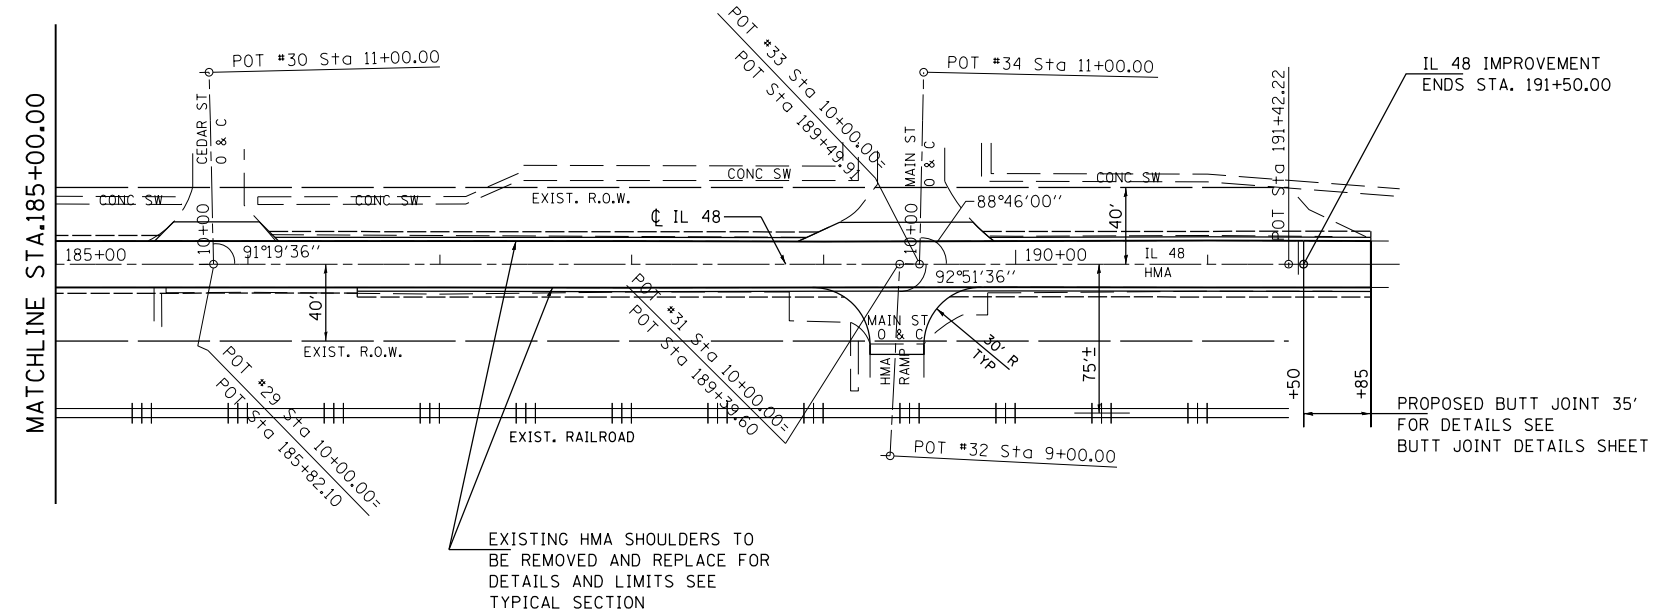 MATCHLINE STA.185+00.00
POT #30 Sta 11+00.00
CEDAR ST
O & C
POT #33 Sta 10+00.00=
POT Sta 189+49.91
POT #34 Sta 11+00.00
MAIN ST
O & C
POT Sta 191+42.22
IL 48 IMPROVEMENT
ENDS STA. 191+50.00
CONC SW
CONC SW
EXIST. R.O.W.
CONC SW
CONC SW
℄ IL 48
88°46'00''
40'
10+00
10+00
185+00
91°19'36''
190+00
IL 48
HMA
92°51'36''
40'
EXIST. R.O.W.
POT #29 Sta 10+00.00=
POT Sta 185+82.10
POT #31 Sta 10+00.00=
POT Sta 189+39.60
MAIN ST
O & C
HMA
RAMP
30' R
TYP
75'±
+50
+85
EXIST. RAILROAD
POT #32 Sta 9+00.00
PROPOSED BUTT JOINT 35'
FOR DETAILS SEE
BUTT JOINT DETAILS SHEET
EXISTING HMA SHOULDERS TO
BE REMOVED AND REPLACE FOR
DETAILS AND LIMITS SEE
TYPICAL SECTION